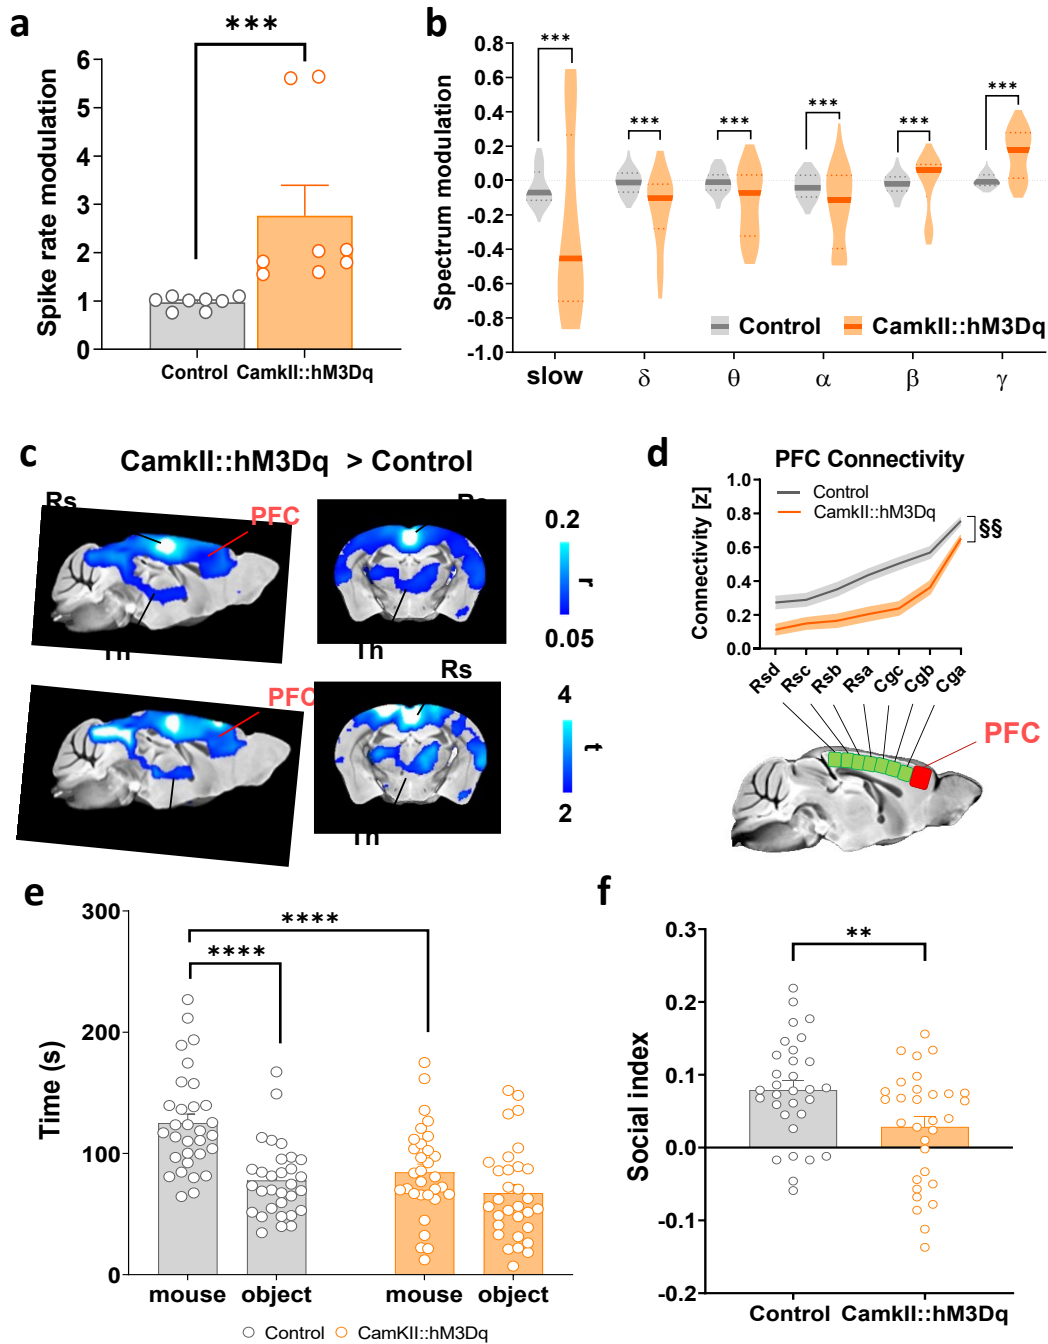 a
***
Spike rate modulation
6
5
4
3
2
1
0
Control
CamkII::hM3Dq
b
Spectrum modulation
0.8
0.6
0.4
0.2
0.0
-0.2
-0.4
-0.6
-0.8
-1.0
***
***
***
***
***
***
Control
CamkII::hM3Dq
slow
δ
θ
α
β
γ
c
CamkII::hM3Dq > Control
Rs
PFC
Th
Rs
Th
0.2
r
0.05
PFC
Rs
Th
4
t
2
d
PFC Connectivity
Connectivity [z]
1.0
0.8
0.6
0.4
0.2
0.0
Control
CamkII::hM3Dq
§§
Rsd
Rsc
Rsb
Rsa
Cgc
Cgb
Cga
PFC
e
Time (s)
300
200
100
0
****
****
mouse
object
mouse
object
Control
CamKII::hM3Dq
f
Social index
0.3
0.2
0.1
0.0
-0.1
-0.2
**
Control
CamKII::hM3Dq